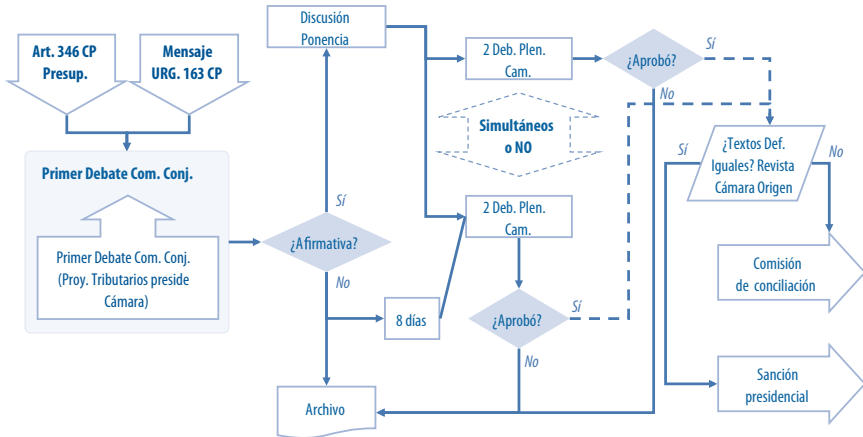 Art. 346 CP
Presup.
Mensaje
URG. 163 CP
Primer Debate Com. Conj.
Primer Debate Com. Conj.
(Proy. Tributarios preside
Cámara)
Discusión
Ponencia
Sí
¿Afirmativa?
No
8 días
Archivo
2 Deb. Plen.
Cam.
Simultáneos
o NO
2 Deb. Plen.
Cam.
¿Aprobó?
Sí
No
¿Aprobó?
Sí
No
¿Textos Def.
Iguales? Revista
Cámara Origen
Sí
No
Comisión
de conciliación
Sanción
presidencial